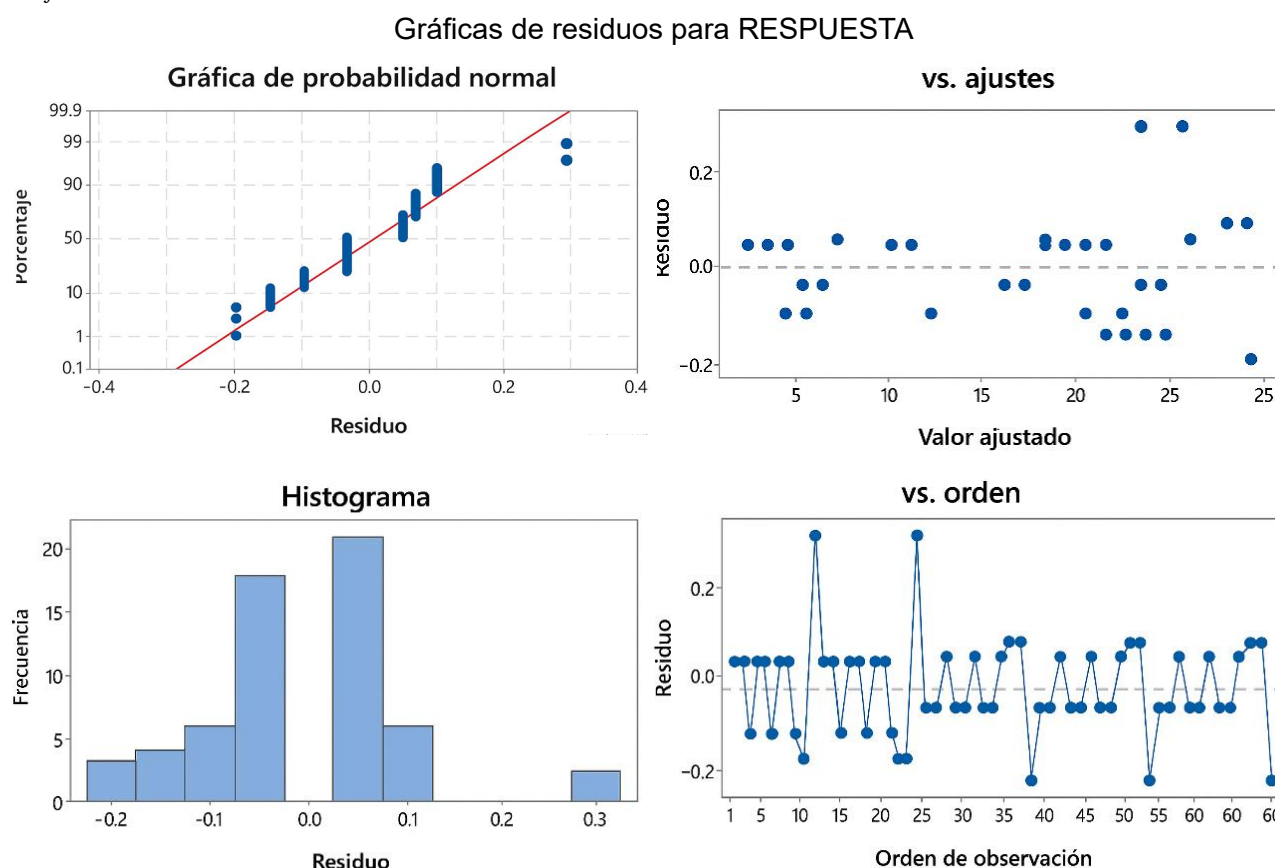 Gráficas de residuos para RESPUESTA
Gráfica de probabilidad normal
99.9
99
90
50
10
1
0.1
Porcentaje
-0.4 -0.2 0.0 0.2 0.4
Residuo
vs. ajustes
0.2
0.0
-0.2
Residuo
5 10 15 20 25 25
Valor ajustado
Histograma
20
15
10
5
0
Frecuencia
-0.2 -0.1 0.0 0.1 0.2 0.3
Residuo
vs. orden
0.2
0.0
-0.2
Residuo
1 5 10 15 20 25 30 35 40 45 50 55 60 60
Orden de observación